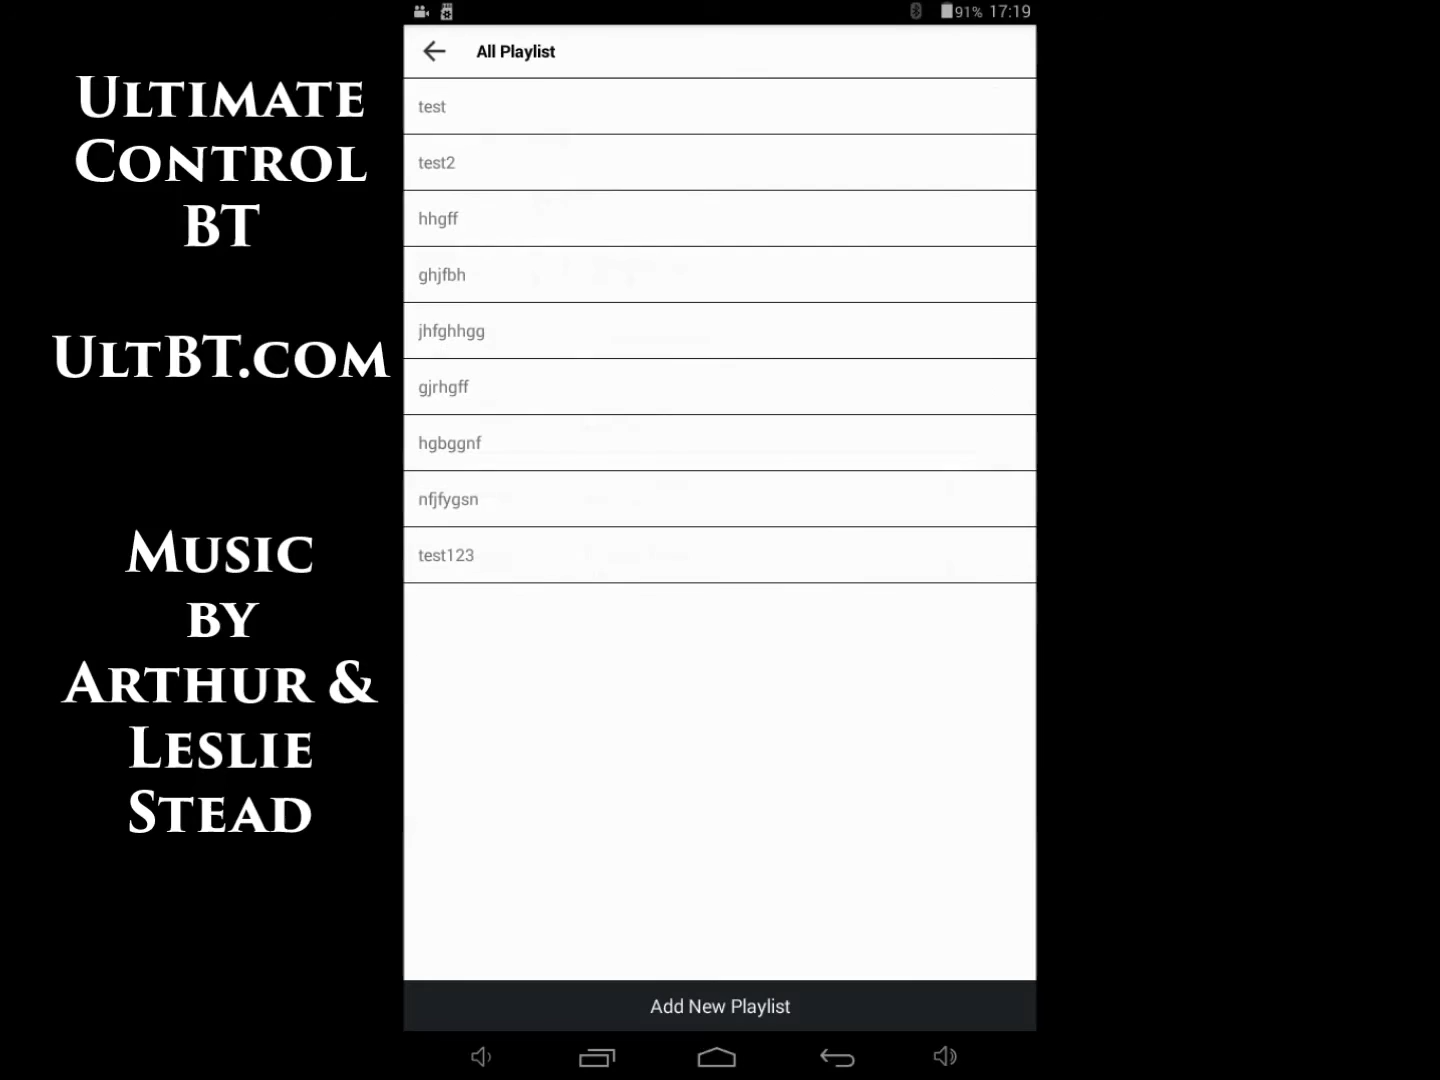 Ultimate
Control
BT
UltBT.com
Music
by
Arthur &
Leslie
Stead
91% 17:19
All Playlist
test
test2
hhgff
ghjfbh
jhfghhgg
gjrhgff
hgbggnf
nfjfygsn
test123
Add New Playlist